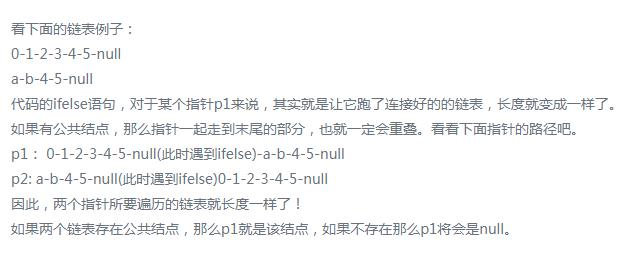 看下面的链表例子：
0-1-2-3-4-5-null
a-b-4-5-null
代码的ifelse语句，对于某个指针p1来说，其实就是让它跑了连接好的的链表，长度就变成一样了。
如果有公共结点，那么指针一起走到末尾的部分，也就一定会重叠。看看下面指针的路径吧。
p1： 0-1-2-3-4-5-null(此时遇到ifelse)-a-b-4-5-null
p2: a-b-4-5-null(此时遇到ifelse)0-1-2-3-4-5-null
因此，两个指针所要遍历的链表就长度一样了！
如果两个链表存在公共结点，那么p1就是该结点，如果不存在那么p1将会是null。